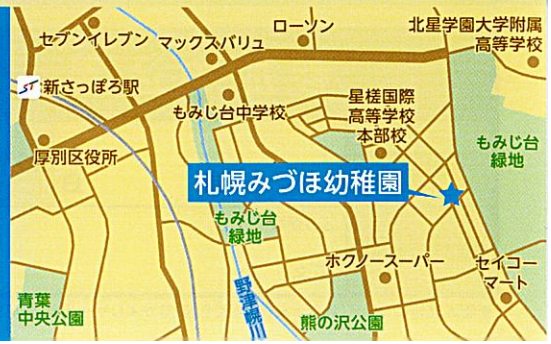 セブンイレブン
マックスバリュ
ローソン
北星学園大学附属
高等学校
ST
新さっぽろ駅
もみじ台中学校
星槎国際
高等学校
本部校
もみじ台
緑地
厚別区役所
札幌みづほ幼稚園
もみじ台
緑地
ホクノースーパー
セイコー
マート
青葉
中央公園
野津幌川
熊の沢公園